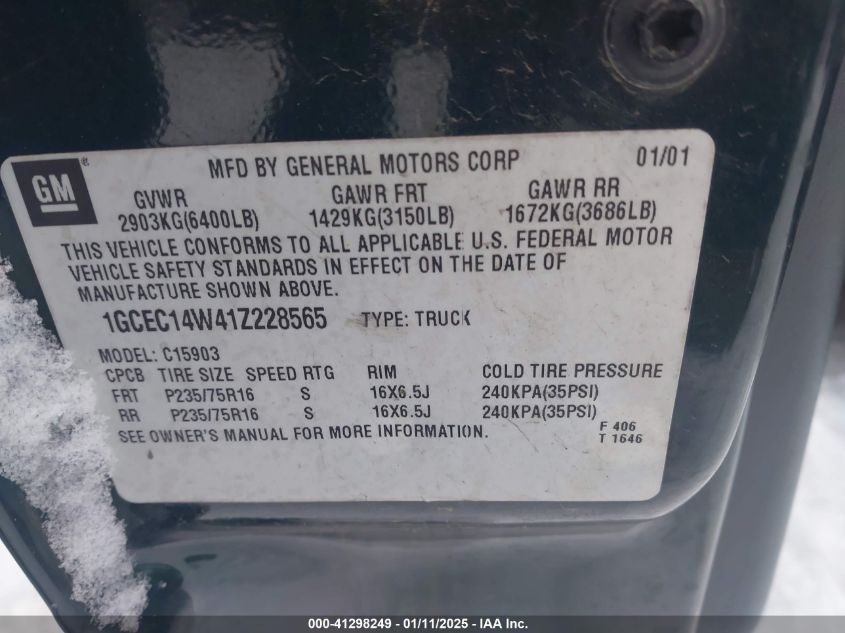 GM
MFD BY GENERAL MOTORS CORP 01/01
GVWR GAWR FRT GAWR RR
2903KG(6400LB) 1429KG(3150LB) 1672KG(3686LB)
THIS VEHICLE CONFORMS TO ALL APPLICABLE U.S. FEDERAL MOTOR
VEHICLE SAFETY STANDARDS IN EFFECT ON THE DATE OF
MANUFACTURE SHOWN ABOVE.
1GCEC14W41Z228565 TYPE: TRUCK
MODEL: C15903
CPCB TIRE SIZE SPEED RTG RIM COLD TIRE PRESSURE
FRT P235/75R16 S 16X6.5J 240KPA(35PSI)
RR P235/75R16 S 16X6.5J 240KPA(35PSI)
SEE OWNER'S MANUAL FOR MORE INFORMATION.
F 406
T 1646
000-41298249 - 01/11/2025 - IAA Inc.